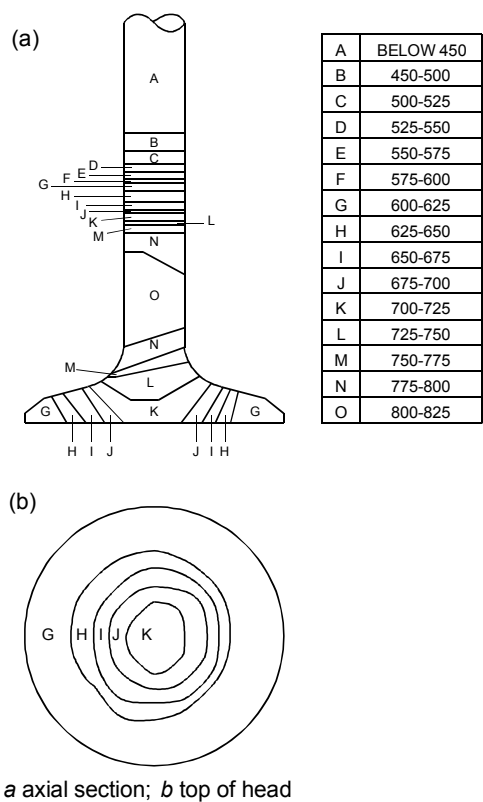 (a)
A
B
C
D
E
F
G
H
I
J
K
L
M
N
O
N
M
L
G K G
H I J J I H
A BELOW 450
B 450-500
C 500-525
D 525-550
E 550-575
F 575-600
G 600-625
H 625-650
I 650-675
J 675-700
K 700-725
L 725-750
M 750-775
N 775-800
O 800-825
(b)
G H I J K
a axial section; b top of head